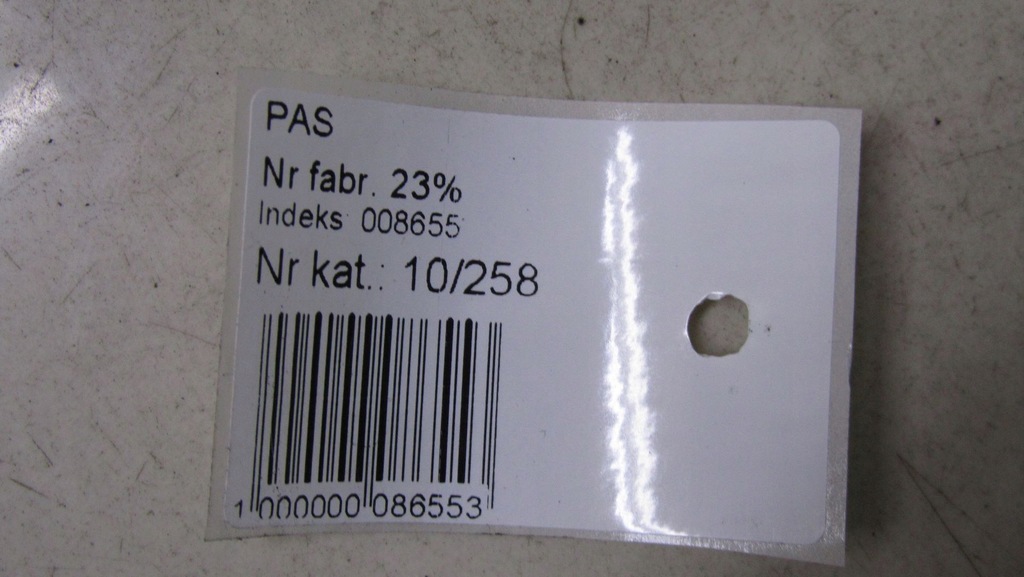 PAS
Nr fabr. 23%
Indeks 008655
Nr kat.: 10/258
1 000000 086553